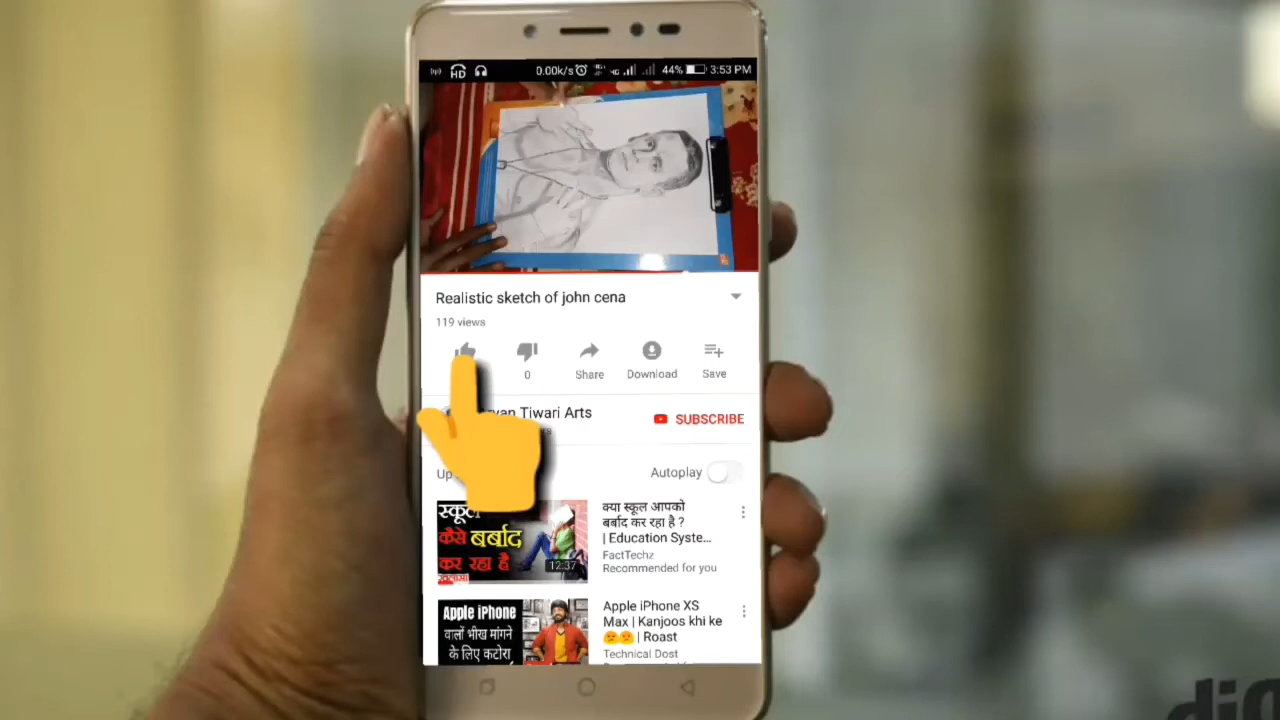 HD 0.00k/s 4G 44% 3:53 PM
Realistic sketch of john cena
119 views
0 Share Download Save
Tiwari Arts SUBSCRIBE
Autoplay
स्कूल
कैसे बर्बाद
कर रहा है
12:37
क्या स्कूल आपको
बर्बाद कर रहा है ?
| Education Syste...
FactTechz
Recommended for you
Apple iPhone
वालों भीख मांगने
के लिए कटोरा
Apple iPhone XS
Max | Kanjoos khi ke
😕😕 | Roast
Technical Dost